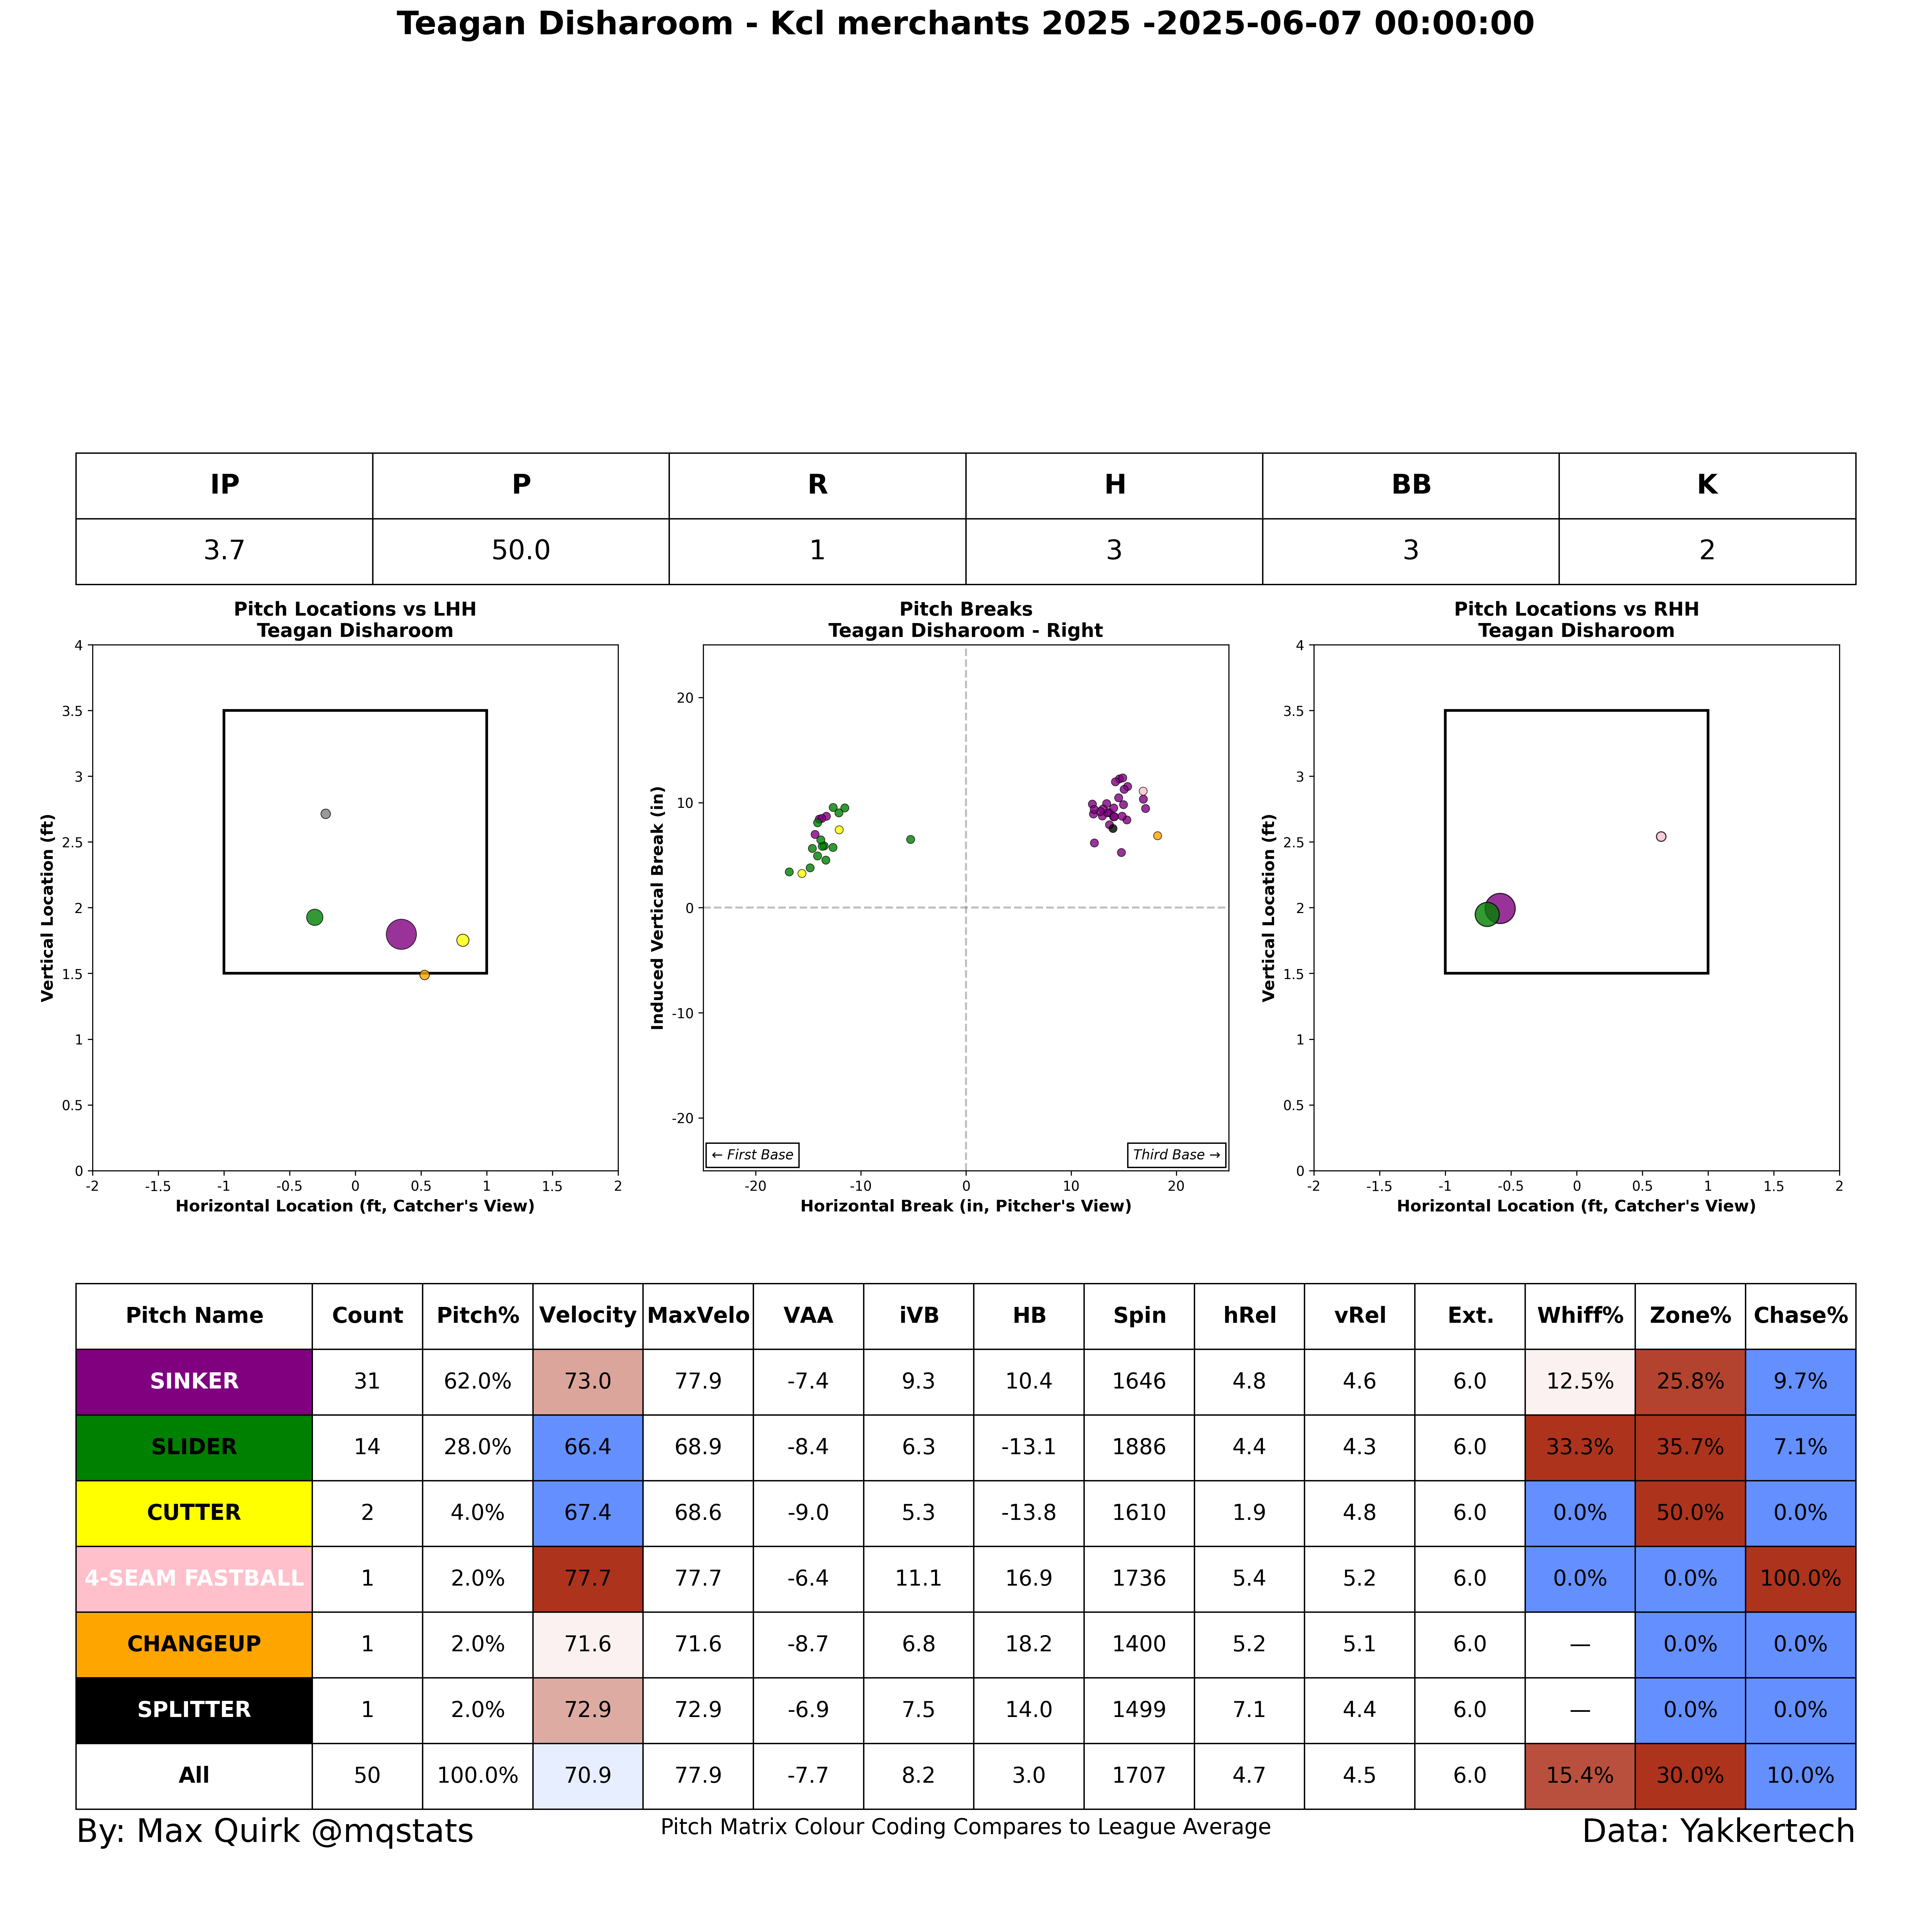 Teagan Disharoom - Kcl merchants 2025 -2025-06-07 00:00:00
IP P R H BB K
3.7 50.0 1 3 3 2
Pitch Locations vs LHH
Teagan Disharoom
4
3.5
3
2.5
2
1.5
1
0.5
0
-2 -1.5 -1 -0.5 0 0.5 1 1.5 2
Vertical Location (ft)
Horizontal Location (ft, Catcher's View)
Pitch Breaks
Teagan Disharoom - Right
20
10
0
-10
-20
← First Base Third Base →
-20 -10 0 10 20
Induced Vertical Break (in)
Horizontal Break (in, Pitcher's View)
Pitch Locations vs RHH
Teagan Disharoom
4
3.5
3
2.5
2
1.5
1
0.5
0
-2 -1.5 -1 -0.5 0 0.5 1 1.5 2
Vertical Location (ft)
Horizontal Location (ft, Catcher's View)
Pitch Name Count Pitch% Velocity MaxVelo VAA iVB HB Spin hRel vRel Ext. Whiff% Zone% Chase%
SINKER 31 62.0% 73.0 77.9 -7.4 9.3 10.4 1646 4.8 4.6 6.0 12.5% 25.8% 9.7%
SLIDER 14 28.0% 66.4 68.9 -8.4 6.3 -13.1 1886 4.4 4.3 6.0 33.3% 35.7% 7.1%
CUTTER 2 4.0% 67.4 68.6 -9.0 5.3 -13.8 1610 1.9 4.8 6.0 0.0% 50.0% 0.0%
4-SEAM FASTBALL 1 2.0% 77.7 77.7 -6.4 11.1 16.9 1736 5.4 5.2 6.0 0.0% 0.0% 100.0%
CHANGEUP 1 2.0% 71.6 71.6 -8.7 6.8 18.2 1400 5.2 5.1 6.0 — 0.0% 0.0%
SPLITTER 1 2.0% 72.9 72.9 -6.9 7.5 14.0 1499 7.1 4.4 6.0 — 0.0% 0.0%
All 50 100.0% 70.9 77.9 -7.7 8.2 3.0 1707 4.7 4.5 6.0 15.4% 30.0% 10.0%
By: Max Quirk @mqstats
Pitch Matrix Colour Coding Compares to League Average
Data: Yakkertech